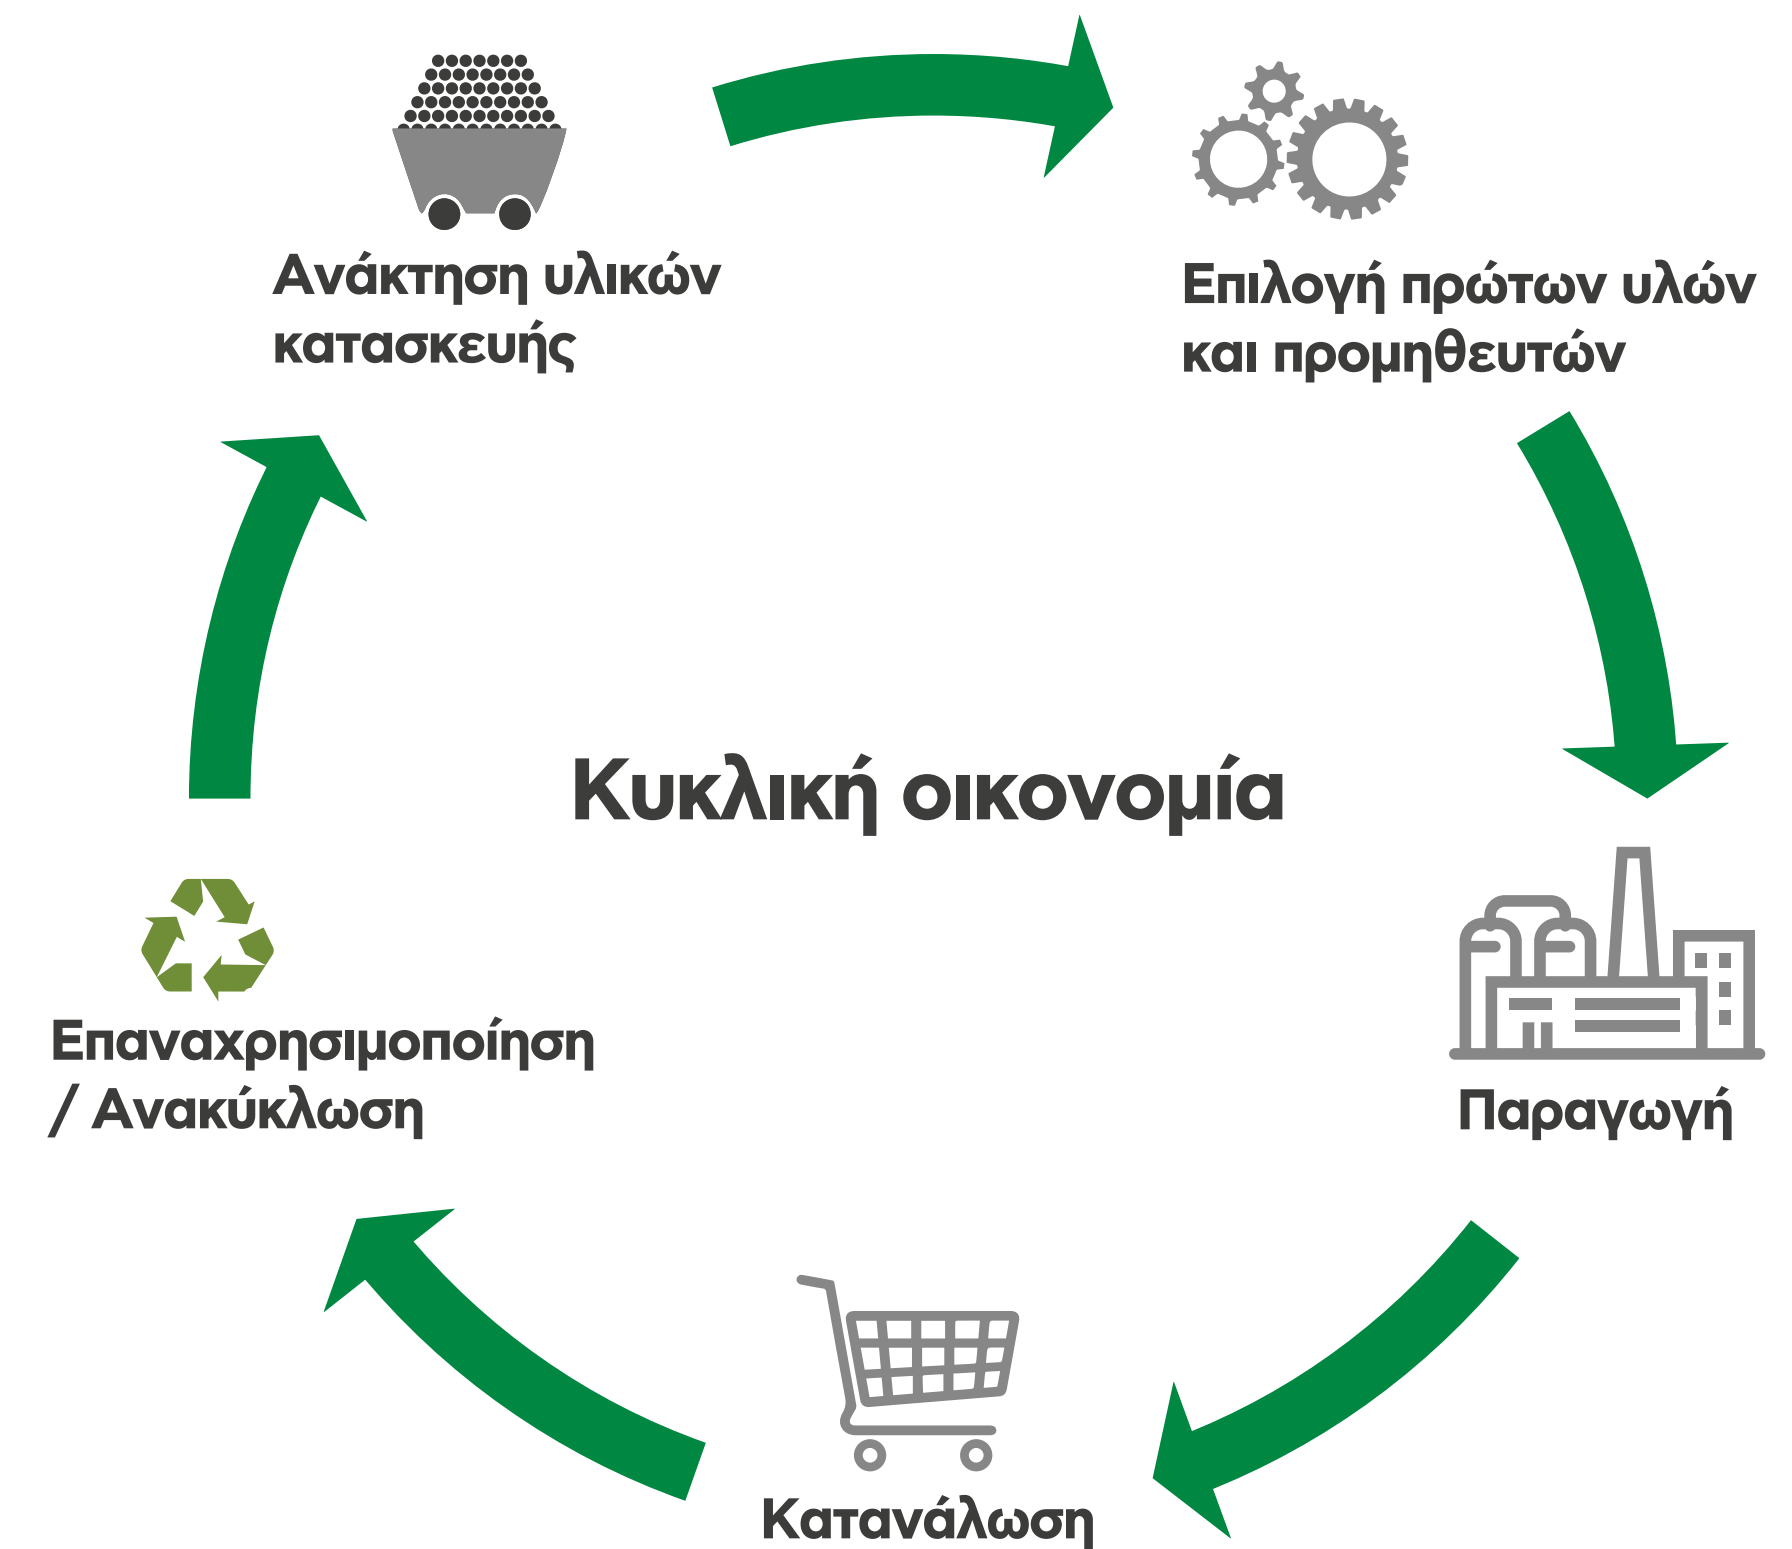 Ανάκτηση υλικών
κατασκευής
Επιλογή πρώτων υλών
και προμηθευτών
Κυκλική οικονομία
Επαναχρησιμοποίηση
/ Ανακύκλωση
Παραγωγή
Κατανάλωση